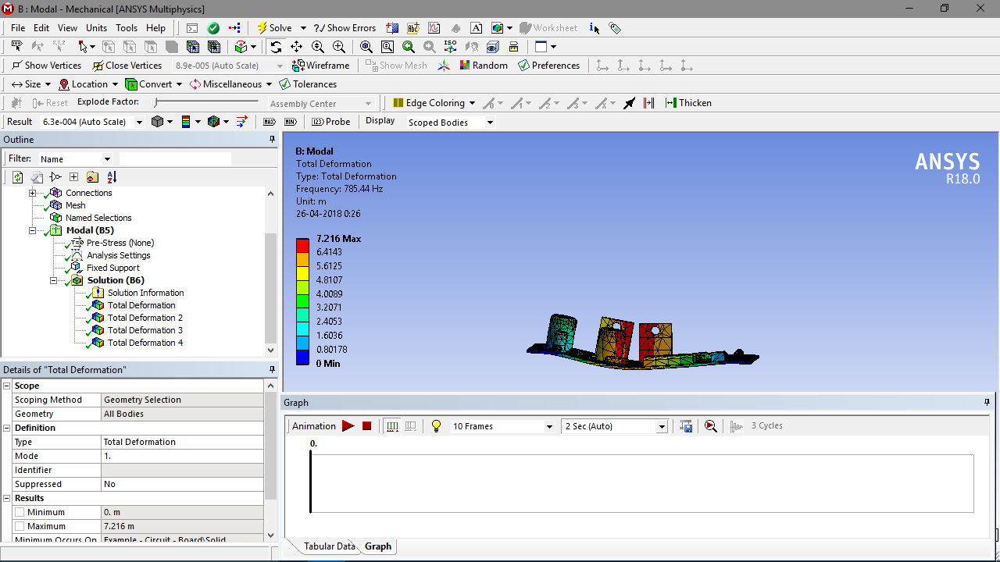 B : Modal - Mechanical [ANSYS Multiphysics]
File Edit View Units Tools Help Solve ?/ Show Errors Worksheet
Show Vertices Close Vertices 8.9e-005 (Auto Scale) Wireframe Show Mesh Random Preferences
Size Location Convert Miscellaneous Tolerances
Reset Explode Factor: Assembly Center Edge Coloring Thicken
Result 6.3e-004 (Auto Scale) MAX MIN Probe Display Scoped Bodies
Outline
Filter: Name
Connections
Mesh
Named Selections
Modal (B5)
Pre-Stress (None)
Analysis Settings
Fixed Support
Solution (B6)
Solution Information
Total Deformation
Total Deformation 2
Total Deformation 3
Total Deformation 4
Details of "Total Deformation"
Scope
Scoping Method Geometry Selection
Geometry All Bodies
Definition
Type Total Deformation
Mode 1.
Identifier
Suppressed No
Results
Minimum 0. m
Maximum 7.216 m
Minimum Occurs On Example - Circuit - Board\Solid
B: Modal
Total Deformation
Type: Total Deformation
Frequency: 785.44 Hz
Unit: m
26-04-2018 0:26
7.216 Max
6.4143
5.6125
4.8107
4.0089
3.2071
2.4053
1.6036
0.80178
0 Min
ANSYS
R18.0
Graph
Animation 10 Frames 2 Sec (Auto) 3 Cycles
0.
Tabular Data Graph